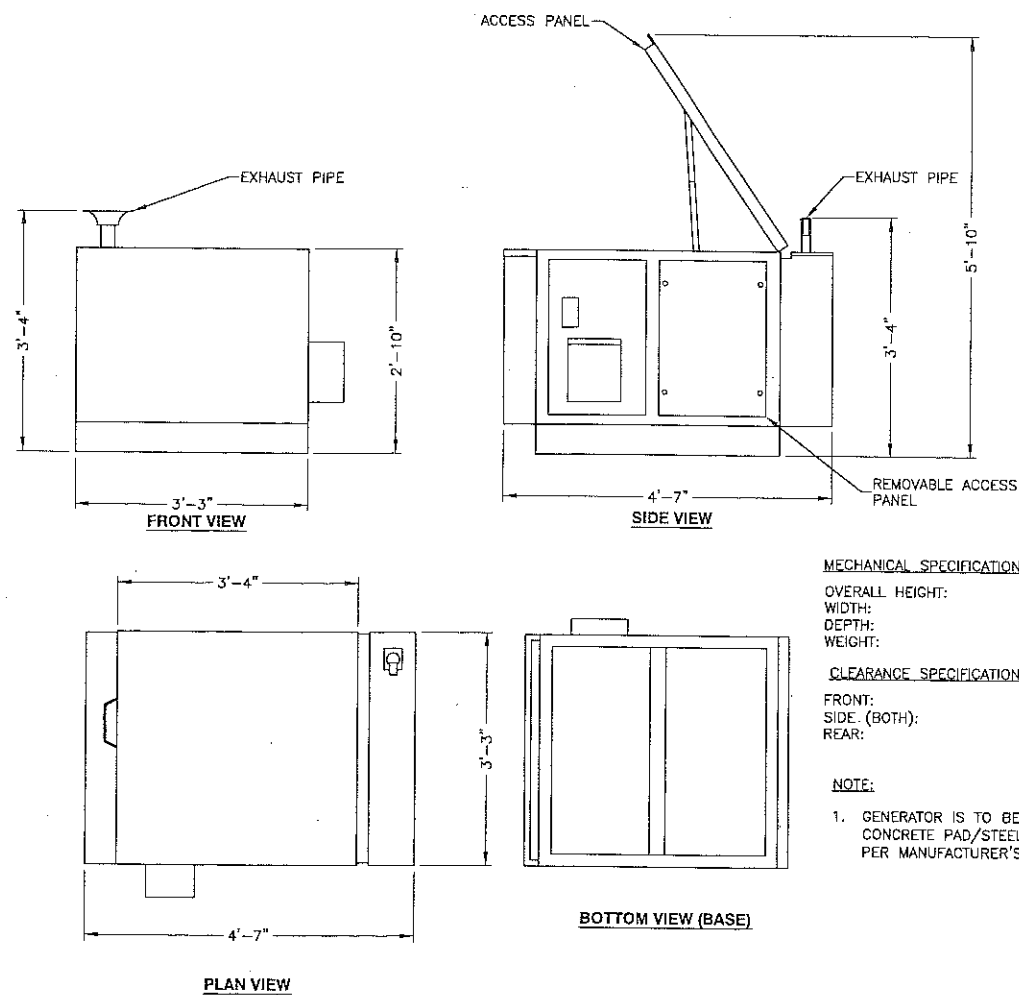 ACCESS PANEL
EXHAUST PIPE
3'-4"
2'-10"
3'-3"
FRONT VIEW
EXHAUST PIPE
5'-10"
3'-4"
REMOVABLE ACCESS
PANEL
4'-7"
SIDE VIEW
3'-4"
3'-3"
4'-7"
PLAN VIEW
BOTTOM VIEW (BASE)
MECHANICAL SPECIFICATION
OVERALL HEIGHT:
WIDTH:
DEPTH:
WEIGHT:
CLEARANCE SPECIFICATION
FRONT:
SIDE (BOTH):
REAR:
NOTE:
1. GENERATOR IS TO BE
CONCRETE PAD/STEEL
PER MANUFACTURER'S